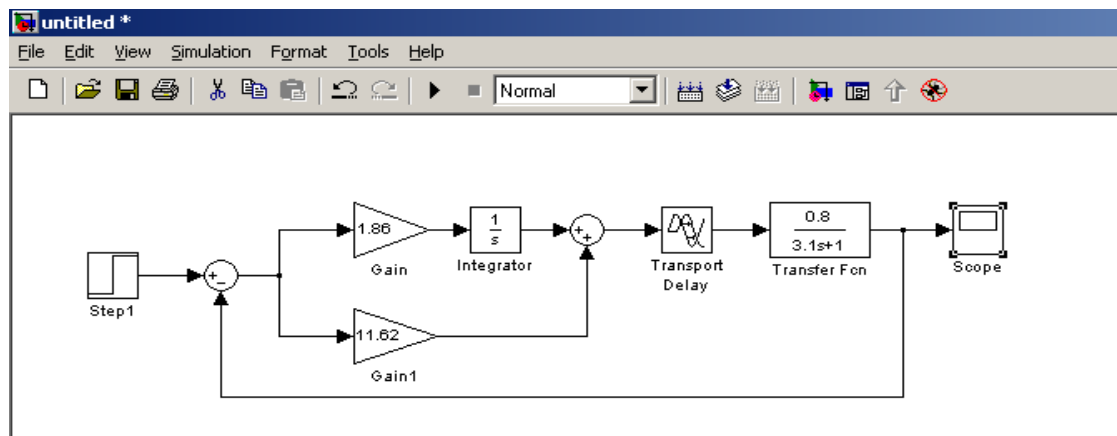 untitled *
File Edit View Simulation Format Tools Help
Normal
1.86
Gain
1
s
Integrator
+
+
Transport
Delay
0.8
3.1s+1
Transfer Fcn
Scope
Step1
+
−
11.62
Gain1